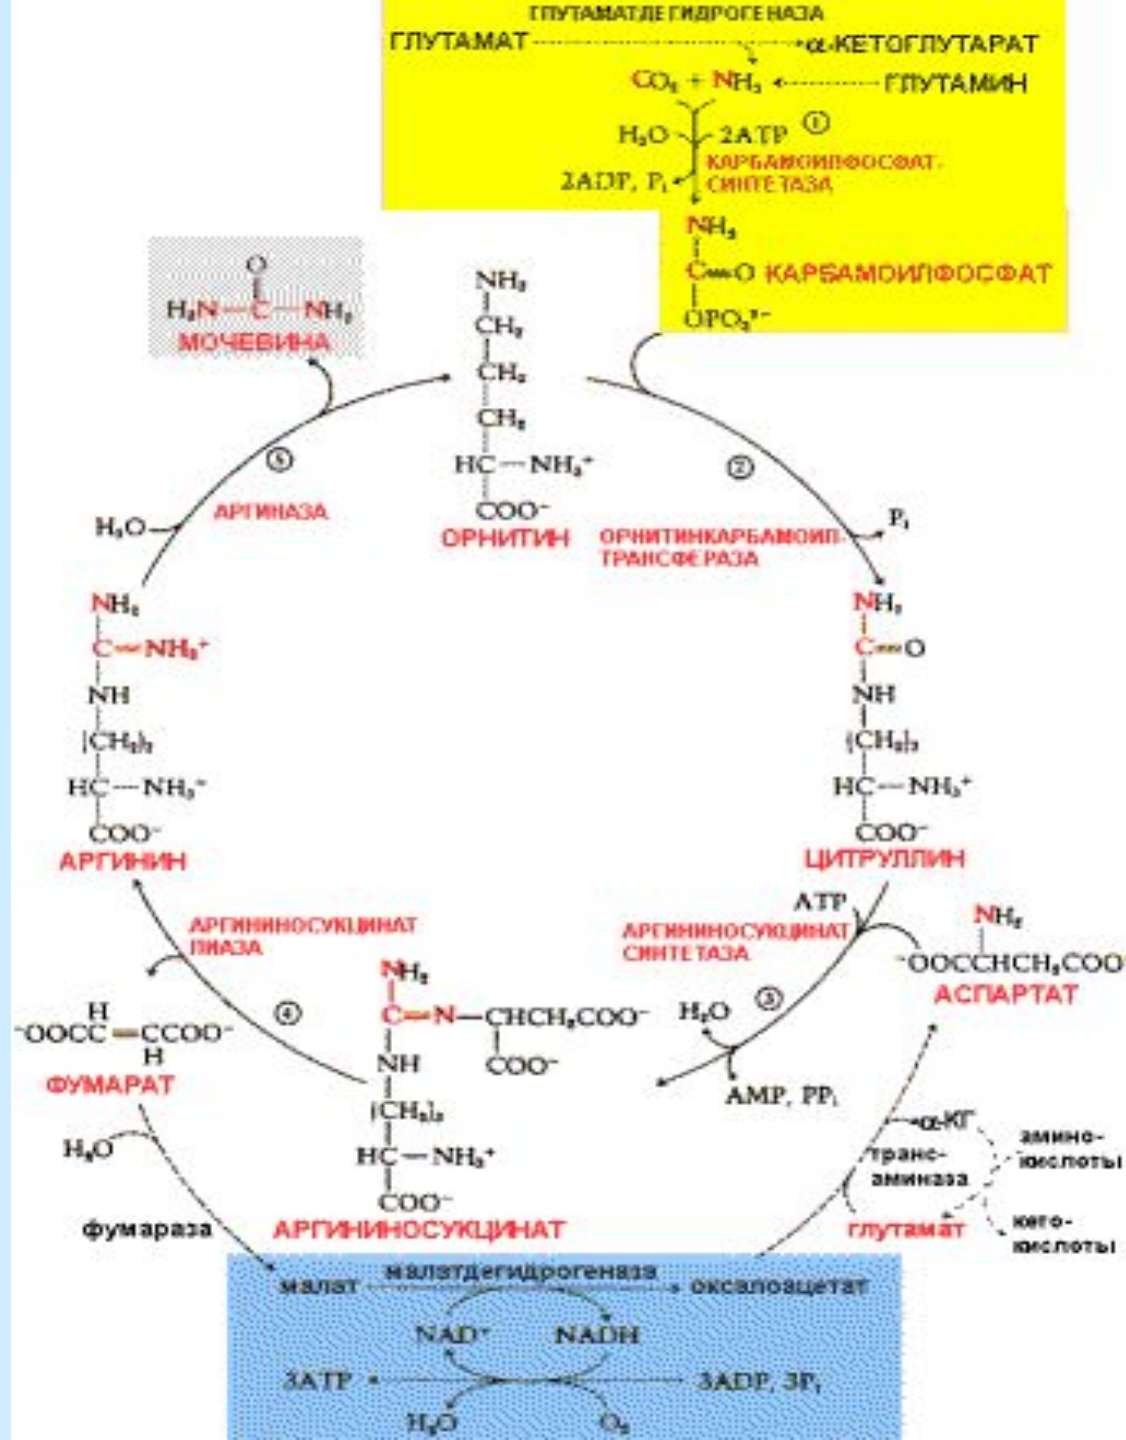 ГЛУТАМАТДЕГИДРОГЕНАЗА
ГЛУТАМАТ α-КЕТОГЛУТАРАТ
CO₂ + NH₃ ГЛУТАМИН
H₂O 2ATP ①
КАРБАМОИЛФОСФАТ-
СИНТЕТАЗА
2ADP, Pᵢ
NH₂
C O КАРБАМОИЛФОСФАТ
OPO₃²⁻
O
H₂N—C—NH₂
МОЧЕВИНА
NH₂
CH₂
CH₂
CH₂
HC—NH₃⁺
COO⁻
ОРНИТИН
⑤
АРГИНАЗА
H₂O
②
ОРНИТИНКАРБАМОИЛ-
ТРАНСФЕРАЗА
Pᵢ
NH₂
C=NH₂⁺
NH
(CH₂)₃
HC—NH₃⁺
COO⁻
АРГИНИН
NH₂
C=O
NH
(CH₂)₃
HC—NH₃⁺
COO⁻
ЦИТРУЛЛИН
АРГИНИНОСУКЦИНАТ
ЛИАЗА
④
ATP
АРГИНИНОСУКЦИНАТ
СИНТЕТАЗА
③
NH₂
⁻OOCCHCH₂COO⁻
АСПАРТАТ
H₂O
AMP, PPᵢ
NH₂
C=N—CHCH₂COO⁻
NH COO⁻
(CH₂)₃
HC—NH₃⁺
COO⁻
АРГИНИНОСУКЦИНАТ
H
⁻OOCC=CCOO⁻
H
ФУМАРАТ
H₂O
фумараза
α-КГ
транс-
аминаза
амино-
кислоты
глутамат
кето-
кислоты
малатдегидрогеназа
малат оксалоацетат
NAD⁺ NADH
3ATP 3ADP, 3Pᵢ
H₂O O₂